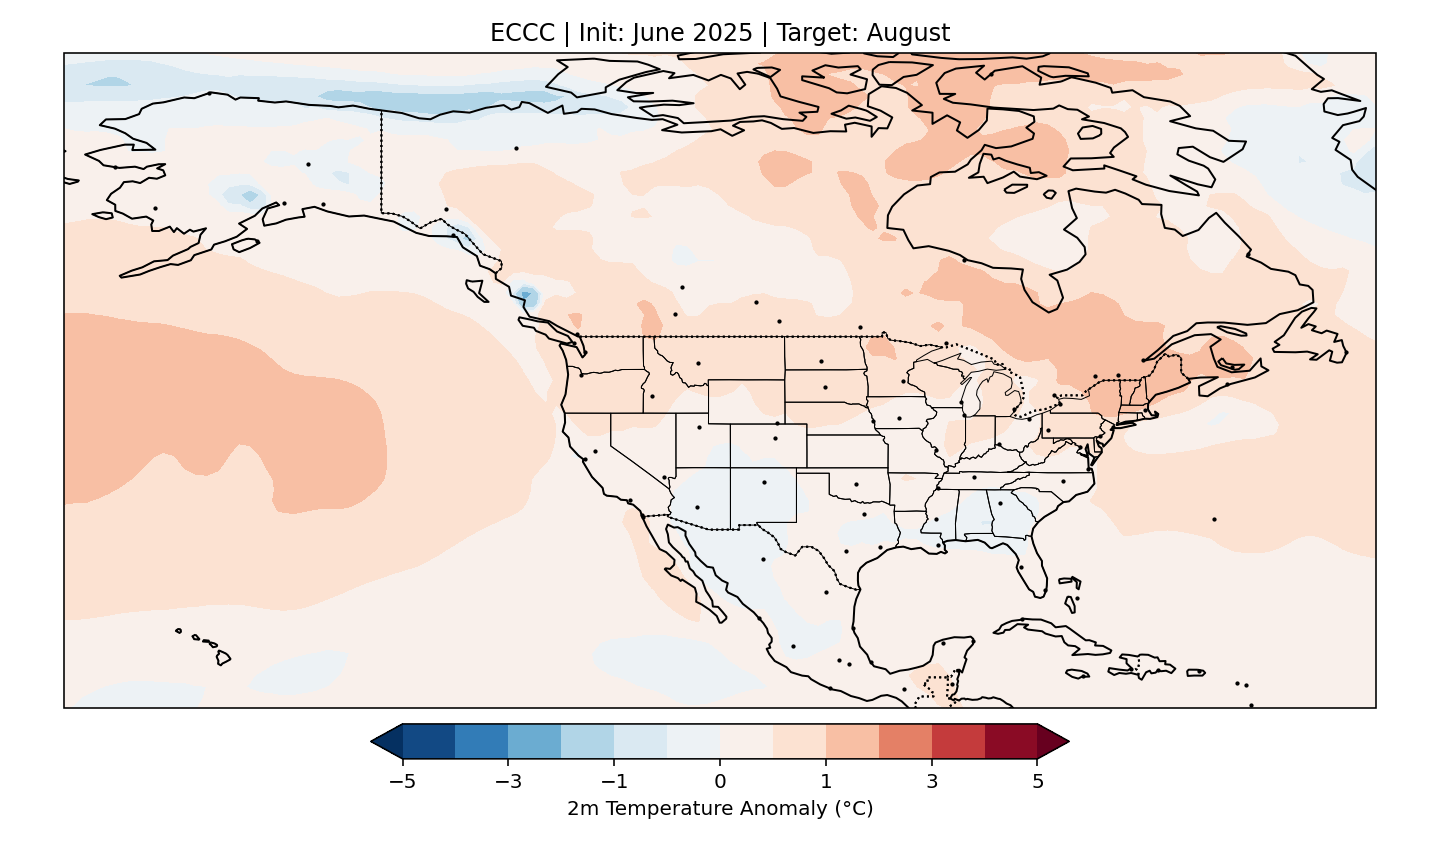 ECCC | Init: June 2025 | Target: August
−5 −3 −1 0 1 3 5
2m Temperature Anomaly (°C)